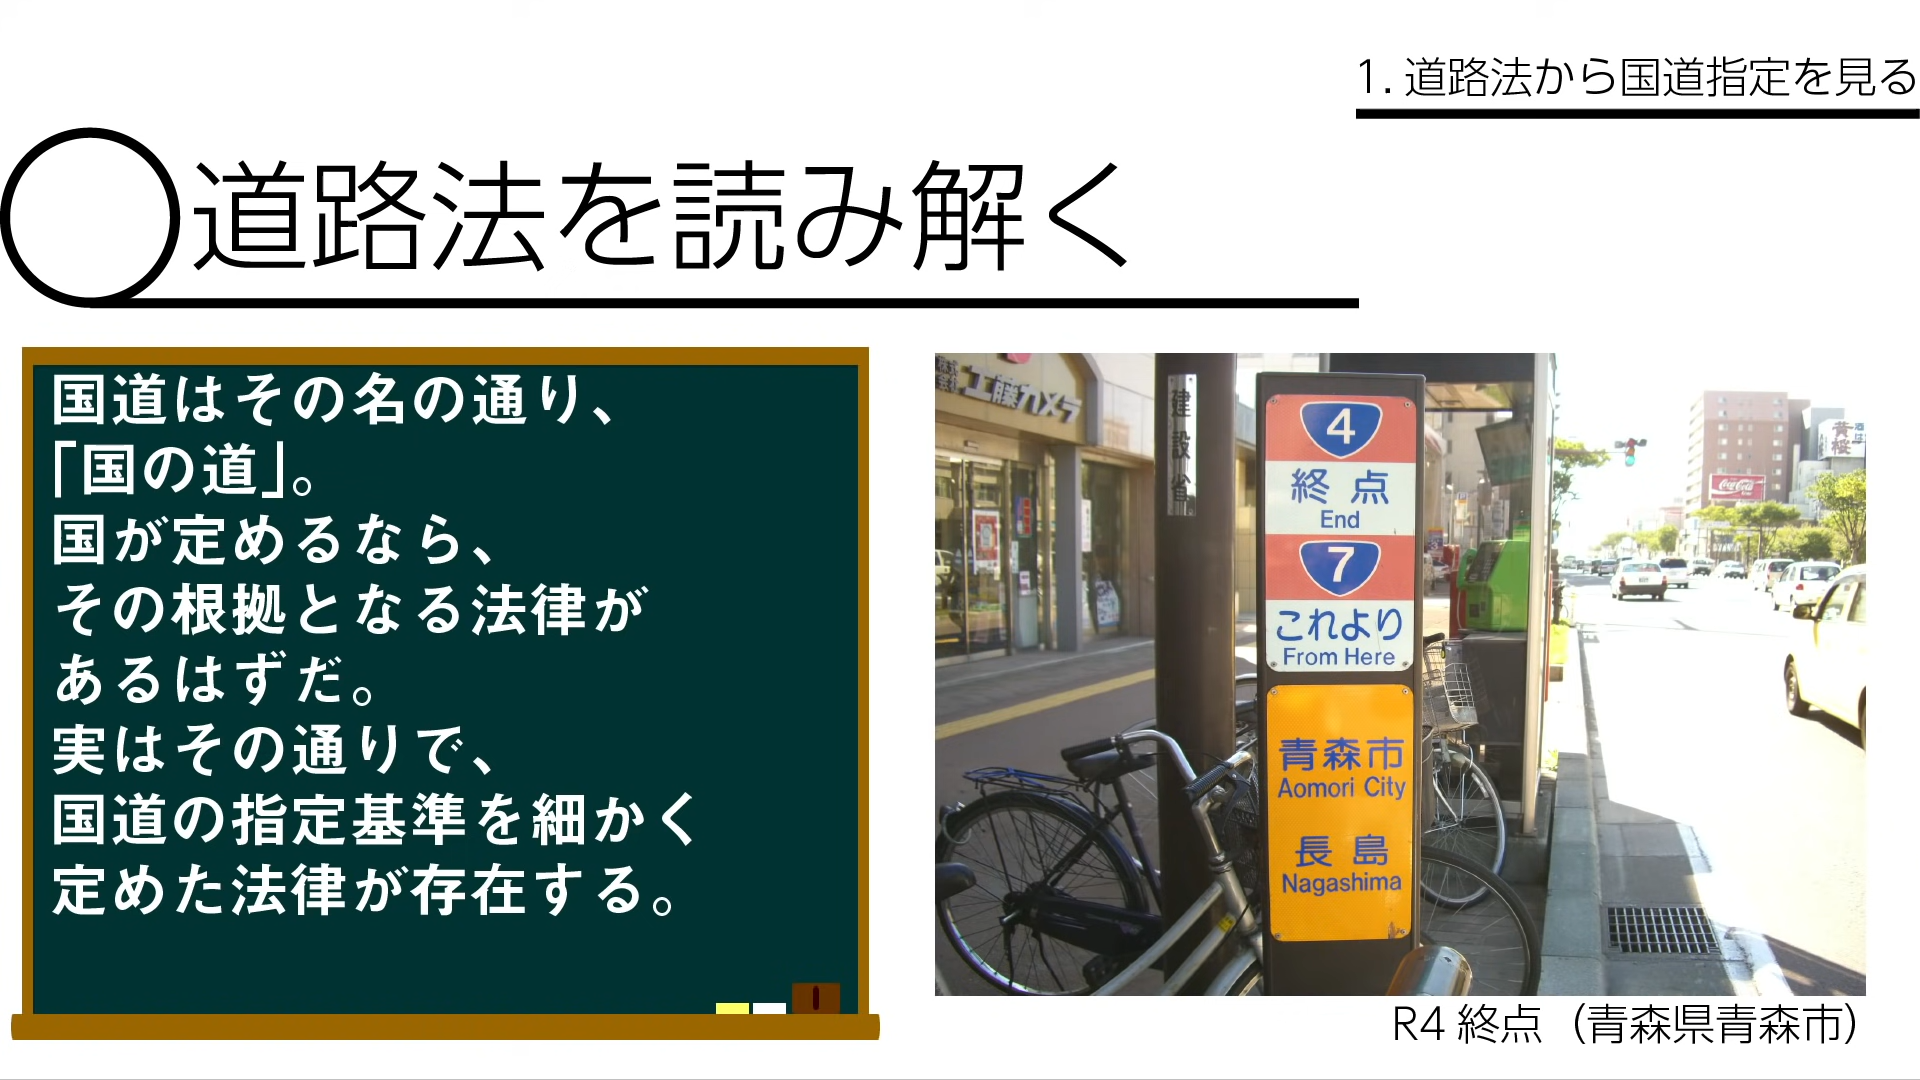 1. 道路法から国道指定を見る
道路法を読み解く
国道はその名の通り、
「国の道」。
国が定めるなら、
その根拠となる法律が
あるはずだ。
実はその通りで、
国道の指定基準を細かく
定めた法律が存在する。
工藤カメラ
建設省
4
終点
End
7
これより
From Here
青森市
Aomori City
長島
Nagashima
黄桜
Coca-Cola
R4 終点（青森県青森市）